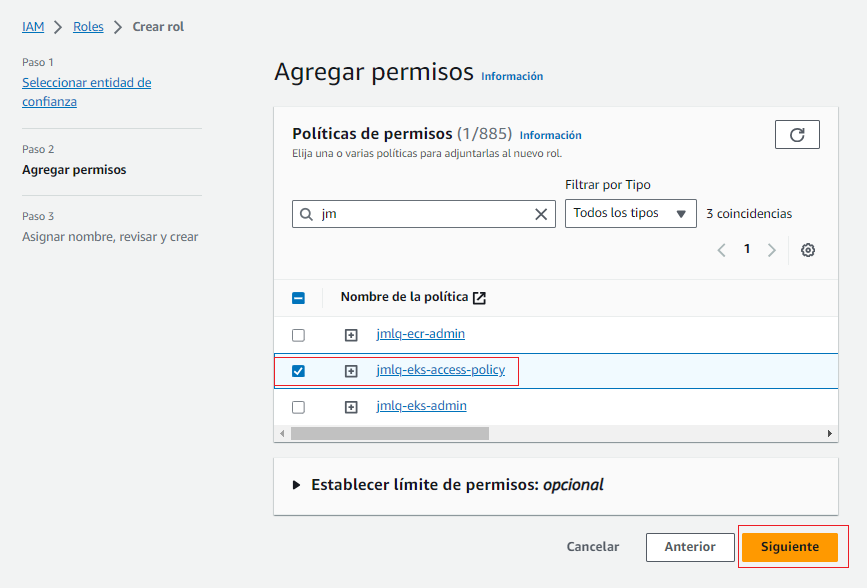 IAM > Roles > Crear rol
Paso 1
Seleccionar entidad de
confianza
Paso 2
Agregar permisos
Paso 3
Asignar nombre, revisar y crear
Agregar permisos Información
Políticas de permisos (1/885) Información
Elija una o varias políticas para adjuntarlas al nuevo rol.
Filtrar por Tipo
jm
Todos los tipos
3 coincidencias
1
Nombre de la política
jmlq-ecr-admin
jmlq-eks-access-policy
jmlq-eks-admin
Establecer límite de permisos: opcional
Cancelar
Anterior
Siguiente